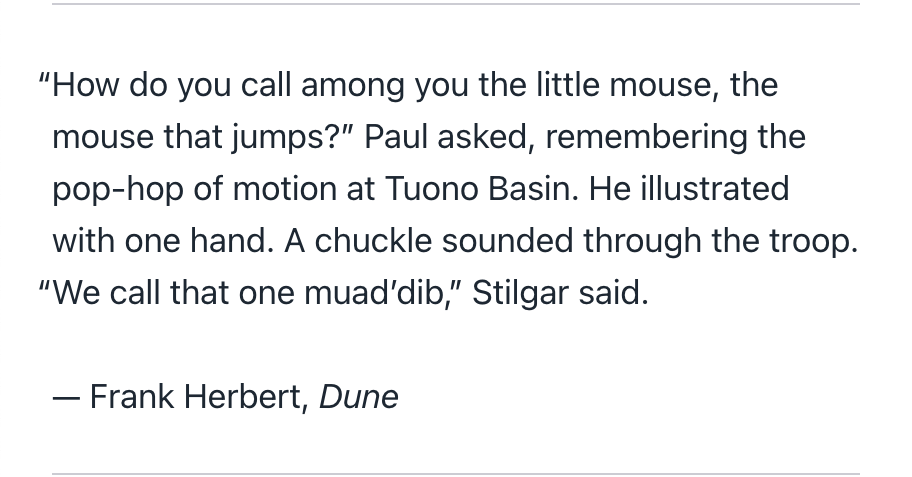 “How do you call among you the little mouse, the
mouse that jumps?” Paul asked, remembering the
pop-hop of motion at Tuono Basin. He illustrated
with one hand. A chuckle sounded through the troop.
“We call that one muad’dib,” Stilgar said.
— Frank Herbert, Dune